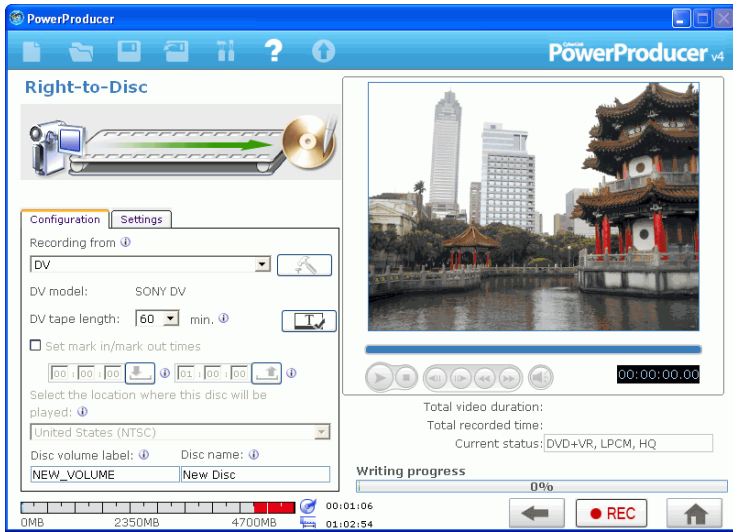 PowerProducer
?
CyberLink
PowerProducer v4
Right-to-Disc
Configuration
Settings
Recording from
DV
DV model: SONY DV
DV tape length: 60 min.
T
Set mark in/mark out times
00 : 00 : 00
01 : 00 : 00
Select the location where this disc will be
played:
United States (NTSC)
Disc volume label: Disc name:
NEW_VOLUME
New Disc
00:00:00.00
Total video duration:
Total recorded time:
Current status: DVD+VR, LPCM, HQ
Writing progress
0%
00:01:06
0MB 2350MB 4700MB
01:02:54
REC